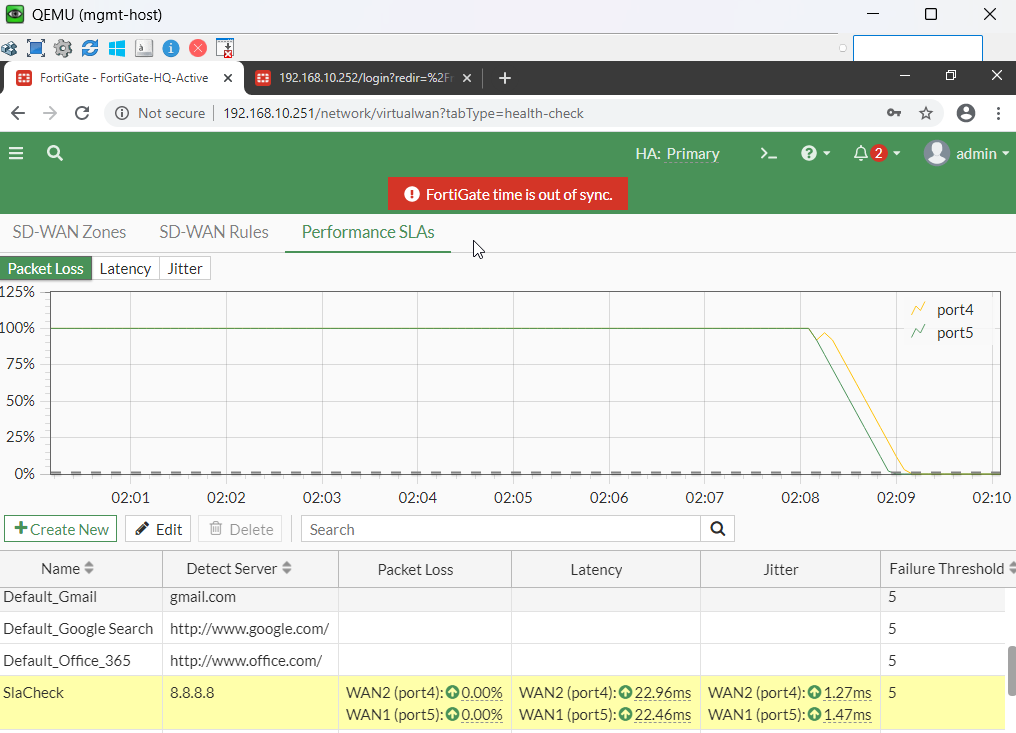 QEMU (mgmt-host)
FortiGate - FortiGate-HQ-Active
192.168.10.252/login?redir=%2F
Not secure 192.168.10.251/network/virtualwan?tabType=health-check
HA: Primary
2
admin
FortiGate time is out of sync.
SD-WAN Zones SD-WAN Rules Performance SLAs
Packet Loss Latency Jitter
125%
port4
100%
port5
75%
50%
25%
0%
02:01 02:02 02:03 02:04 02:05 02:06 02:07 02:08 02:09 02:10
Create New Edit Delete Search
Name Detect Server Packet Loss Latency Jitter Failure Threshold
Default_Gmail gmail.com 5
Default_Google Search http://www.google.com/ 5
Default_Office_365 http://www.office.com/ 5
SlaCheck 8.8.8.8 WAN2 (port4): 0.00% WAN2 (port4): 22.96ms WAN2 (port4): 1.27ms 5
WAN1 (port5): 0.00% WAN1 (port5): 22.46ms WAN1 (port5): 1.47ms